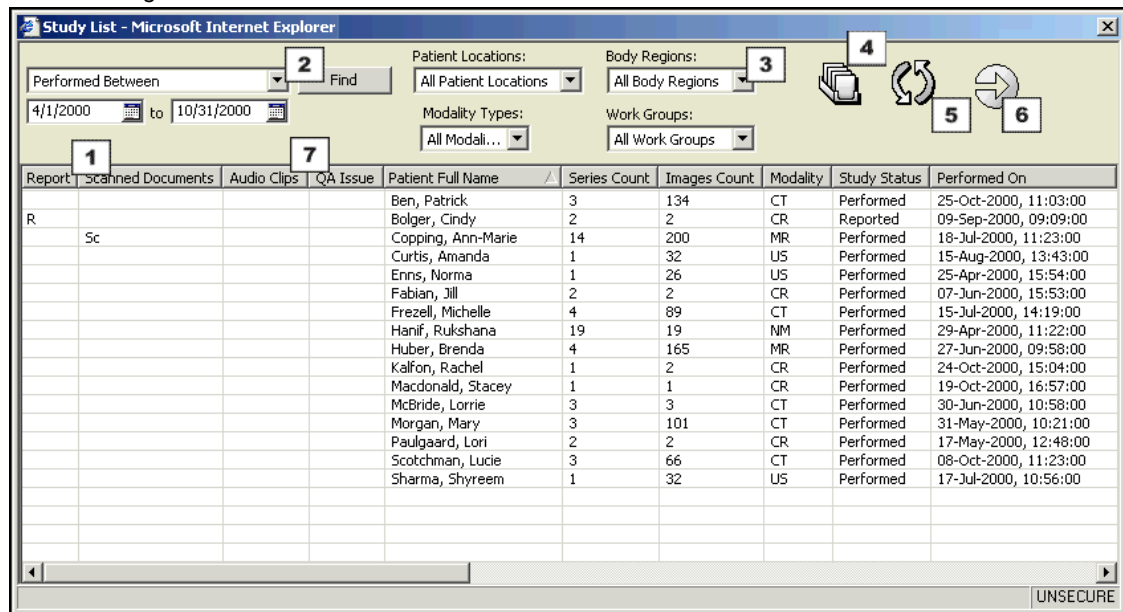 Study List - Microsoft Internet Explorer
Patient Locations: Body Regions: 4
Performed Between 2 Find All Patient Locations All Body Regions 3
4/1/2000 to 10/31/2000 Modality Types: Work Groups: 5 6
All Modali... All Work Groups
1 7
Report Scanned Documents Audio Clips QA Issue Patient Full Name Series Count Images Count Modality Study Status Performed On
Ben, Patrick 3 134 CT Performed 25-Oct-2000, 11:03:00
R Bolger, Cindy 2 2 CR Reported 09-Sep-2000, 09:09:00
Sc Copping, Ann-Marie 14 200 MR Performed 18-Jul-2000, 11:23:00
Curtis, Amanda 1 32 US Performed 15-Aug-2000, 13:43:00
Enns, Norma 1 26 US Performed 25-Apr-2000, 15:54:00
Fabian, Jill 2 2 CR Performed 07-Jun-2000, 15:53:00
Frezell, Michelle 4 89 CT Performed 15-Jul-2000, 14:19:00
Hanif, Rukshana 19 19 NM Performed 29-Apr-2000, 11:22:00
Huber, Brenda 4 165 MR Performed 27-Jun-2000, 09:58:00
Kalfon, Rachel 1 2 CR Performed 24-Oct-2000, 15:04:00
Macdonald, Stacey 1 1 CR Performed 19-Oct-2000, 16:57:00
McBride, Lorrie 3 3 CT Performed 30-Jun-2000, 10:58:00
Morgan, Mary 3 101 CT Performed 31-May-2000, 10:21:00
Paulgaard, Lori 2 2 CR Performed 17-May-2000, 12:48:00
Scotchman, Lucie 3 66 CT Performed 08-Oct-2000, 11:23:00
Sharma, Shyreem 1 32 US Performed 17-Jul-2000, 10:56:00
UNSECURE